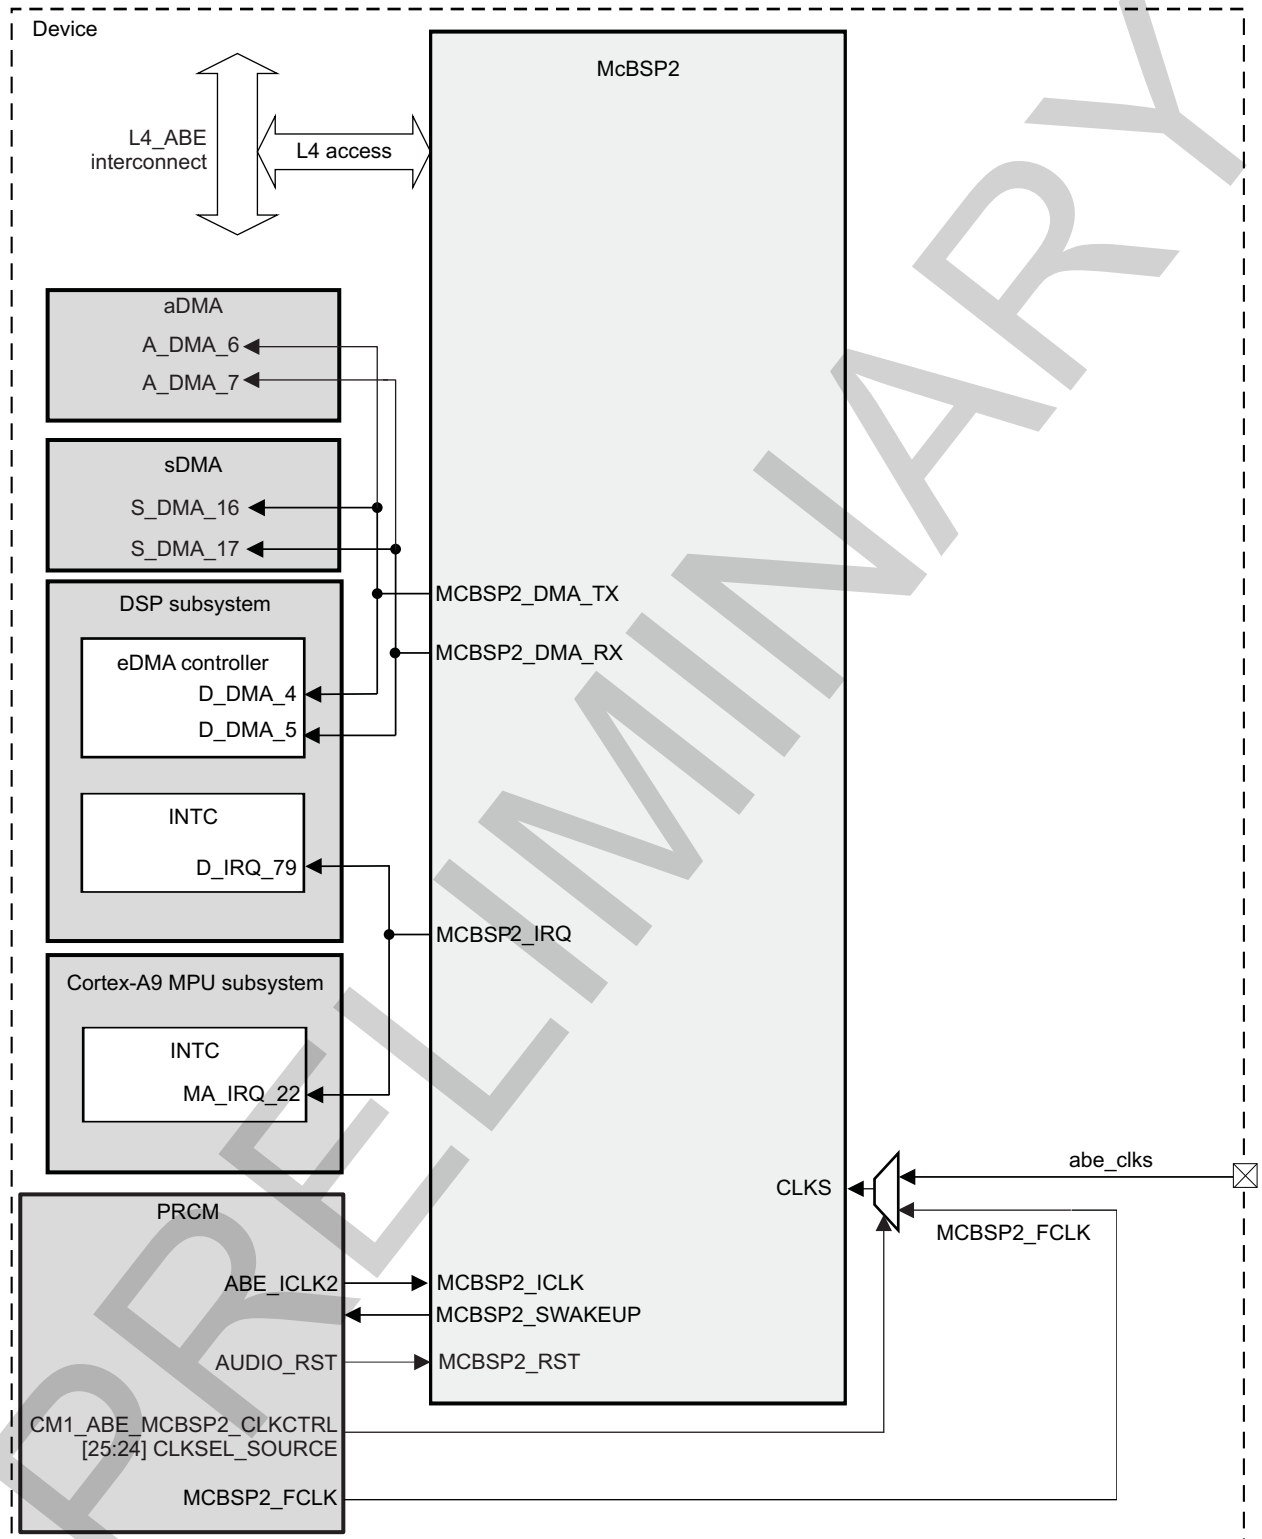 Device
McBSP2
L4_ABE
interconnect
L4 access
aDMA
A_DMA_6
A_DMA_7
sDMA
S_DMA_16
S_DMA_17
DSP subsystem
MCBSP2_DMA_TX
eDMA controller
MCBSP2_DMA_RX
D_DMA_4
D_DMA_5
INTC
D_IRQ_79
MCBSP2_IRQ
Cortex-A9 MPU subsystem
INTC
MA_IRQ_22
abe_clks
CLKS
PRCM
MCBSP2_FCLK
ABE_ICLK2
MCBSP2_ICLK
MCBSP2_SWAKEUP
AUDIO_RST
MCBSP2_RST
CM1_ABE_MCBSP2_CLKCTRL
[25:24] CLKSEL_SOURCE
MCBSP2_FCLK
PRELIMINARY